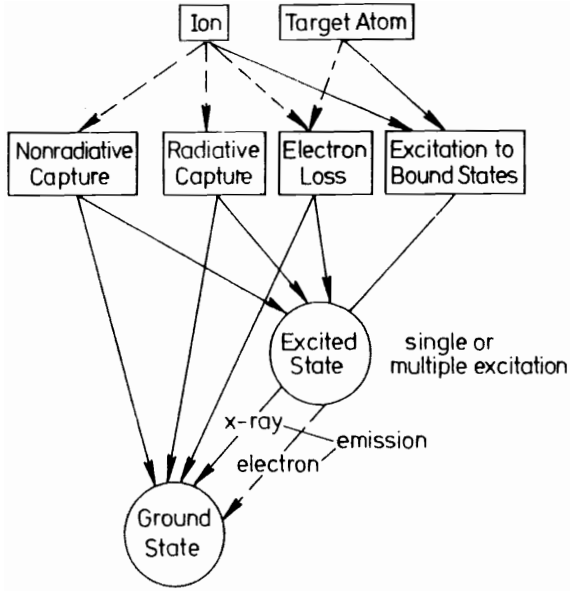 Ion
Target Atom
Nonradiative
Capture
Radiative
Capture
Electron
Loss
Excitation to
Bound States
Excited
State
single or
multiple excitation
x-ray
emission
electron
Ground
State